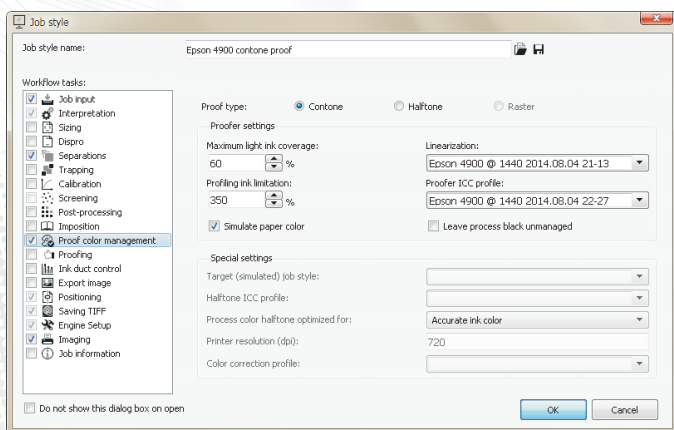 Job style
Job style name:
Epson 4900 contone proof
Workflow tasks:
Job input
Interpretation
Sizing
Dispro
Separations
Trapping
Calibration
Screening
Post-processing
Imposition
Proof color management
Proofing
Ink duct control
Export image
Positioning
Saving TIFF
Engine Setup
Imaging
Job information
Proof type: Contone Halftone Raster
Proofer settings
Maximum light ink coverage: Linearization:
60 % Epson 4900 @ 1440 2014.08.04 21-13
Profiling ink limitation: Proofer ICC profile:
350 % Epson 4900 @ 1440 2014.08.04 22-27
Simulate paper color Leave process black unmanaged
Special settings
Target (simulated) job style:
Halftone ICC profile:
Process color halftone optimized for: Accurate ink color
Printer resolution (dpi): 720
Color correction profile:
Do not show this dialog box on open OK Cancel